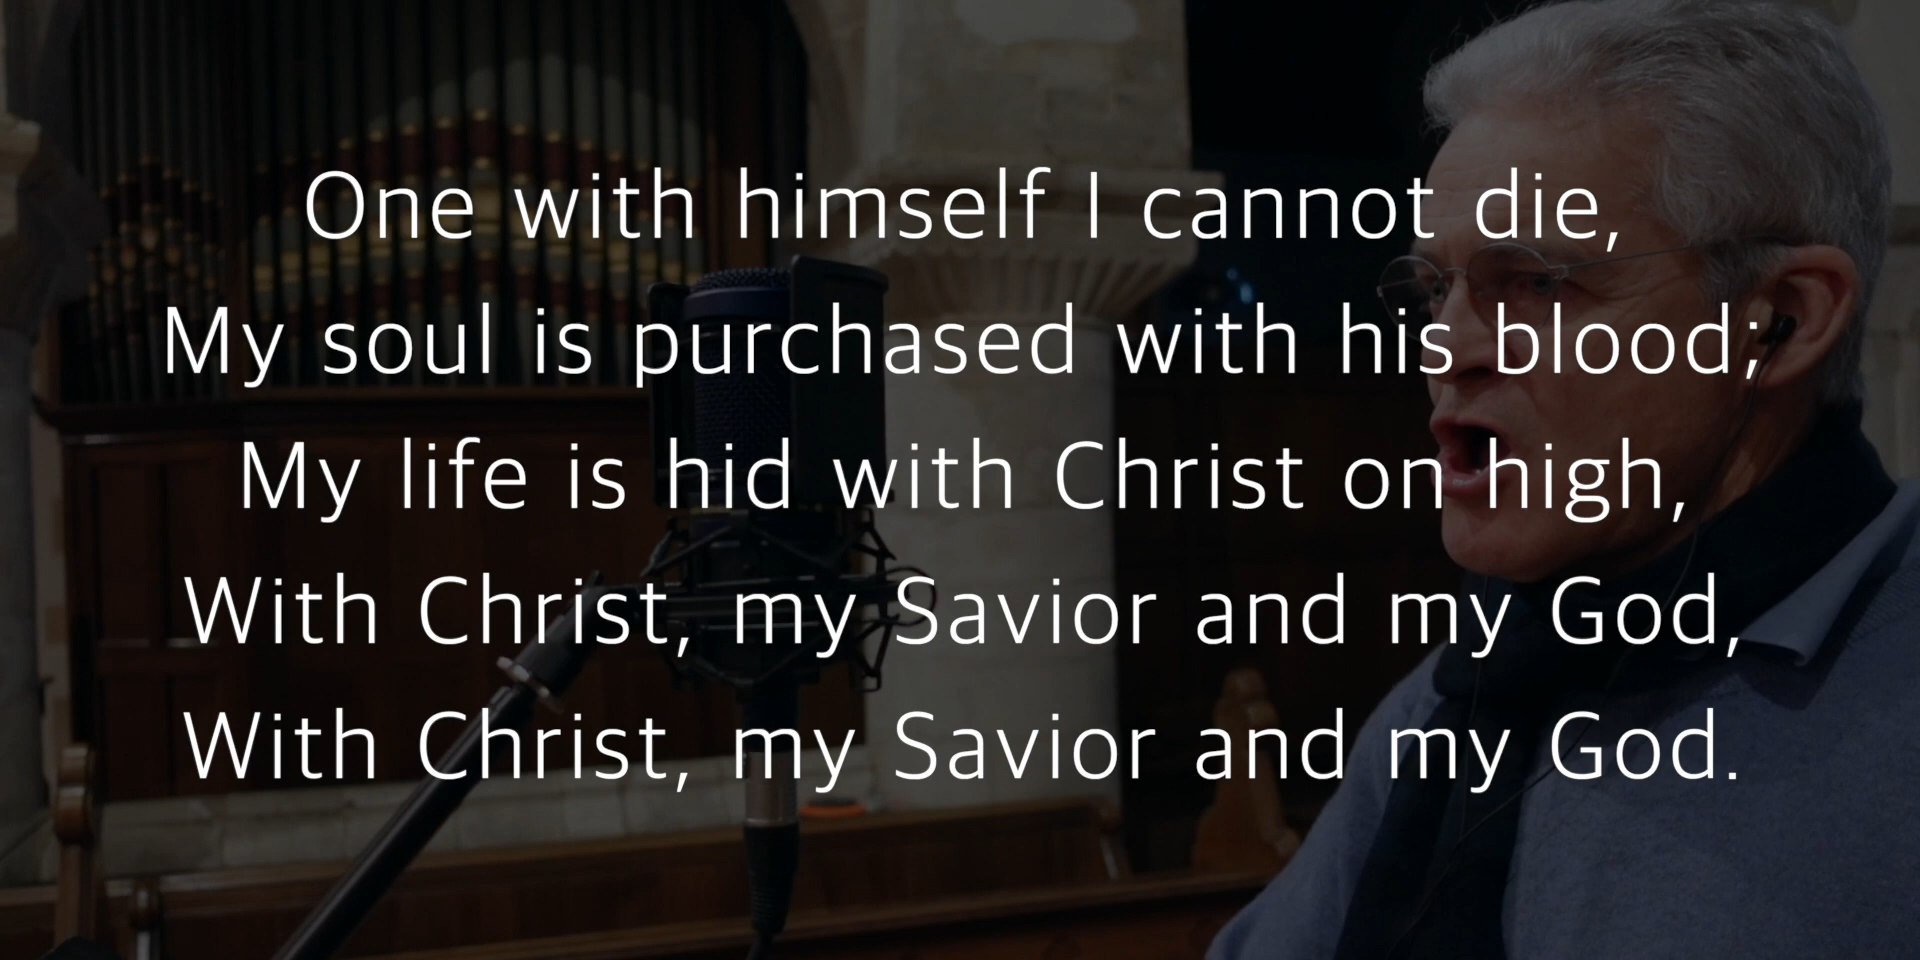 One with himself I cannot die,
My soul is purchased with his blood;
My life is hid with Christ on high,
With Christ, my Savior and my God,
With Christ, my Savior and my God.